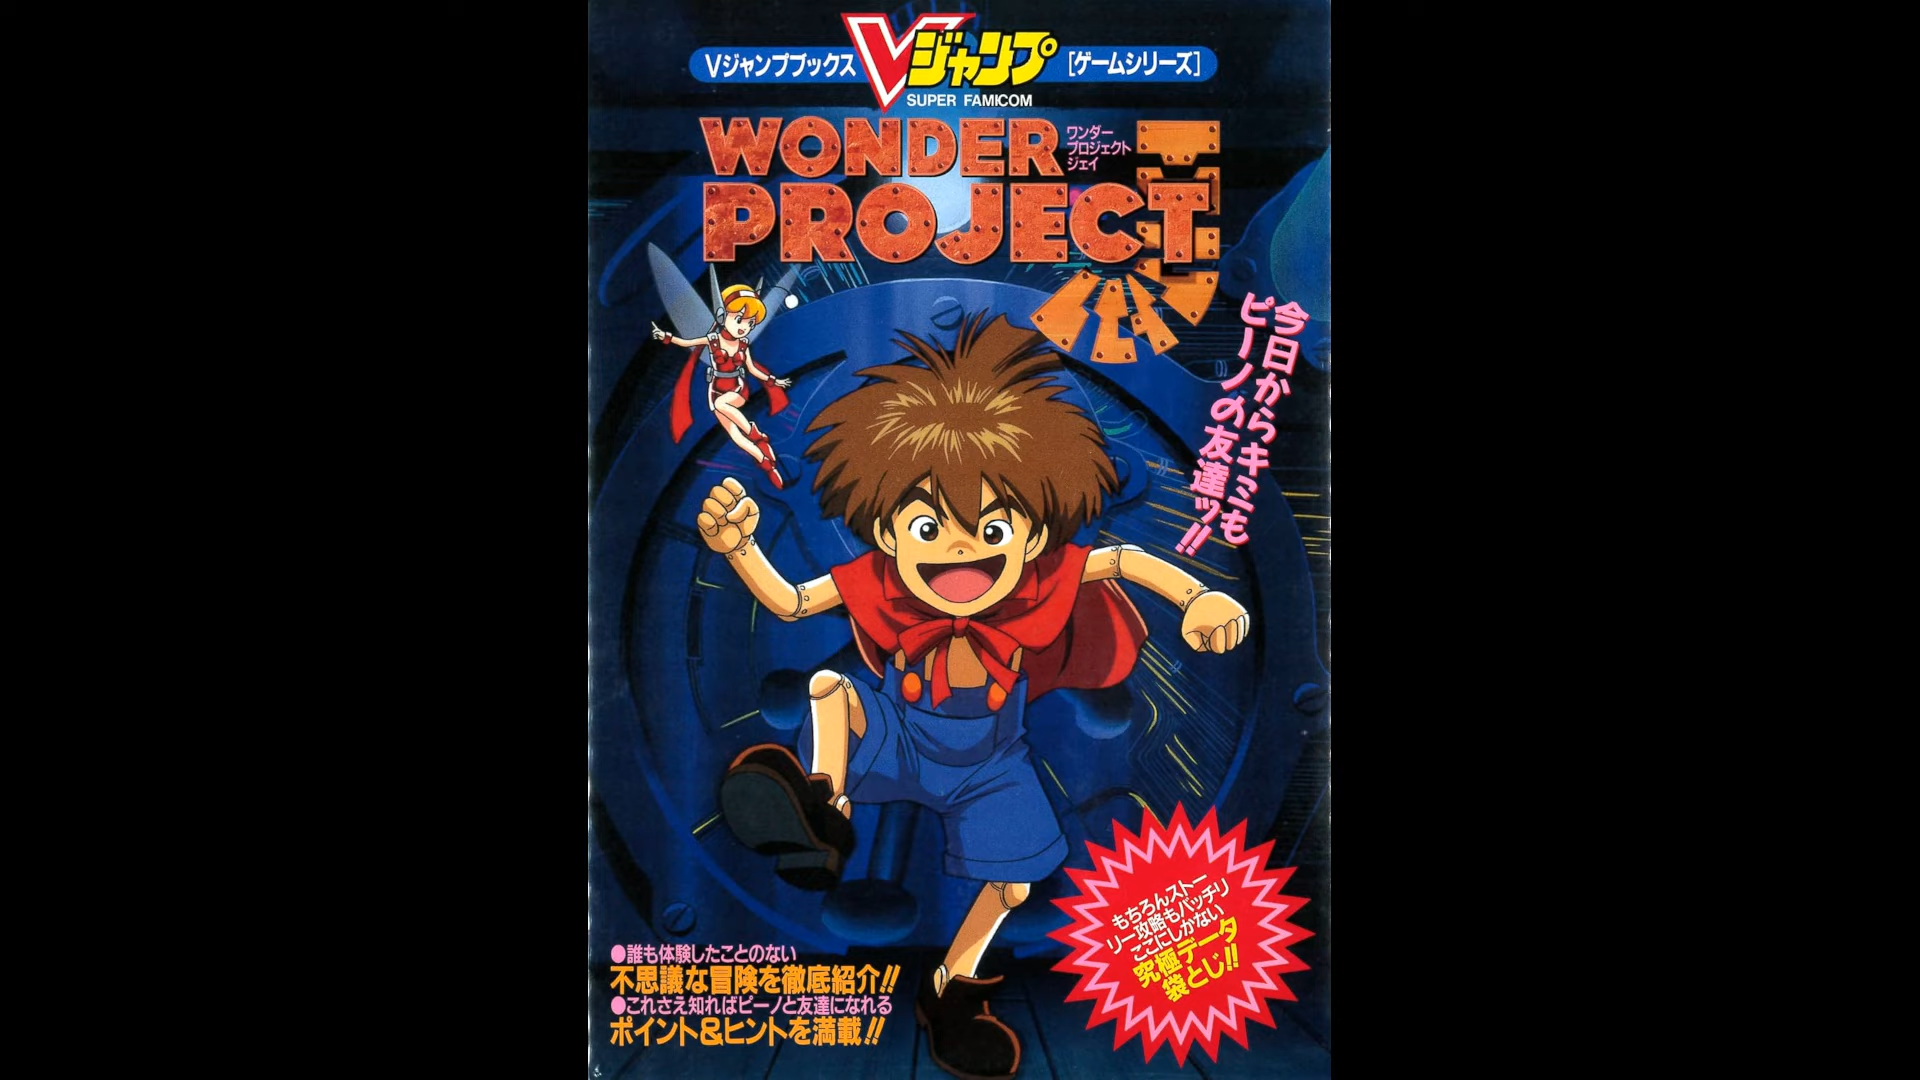 Vジャンプブックス
Vジャンプ
[ゲームシリーズ]
SUPER FAMICOM
WONDER
PROJECT
J
ワンダー
プロジェクト
ジェイ
今日からキミも
ピーノの友達ッ!!
もちろんストー
リー攻略もバッチリ
ここにしかない
究極データ
袋とじ!!
●誰も体験したことのない
不思議な冒険を徹底紹介!!
●これさえ知ればピーノと友達になれる
ポイント&ヒントを満載!!